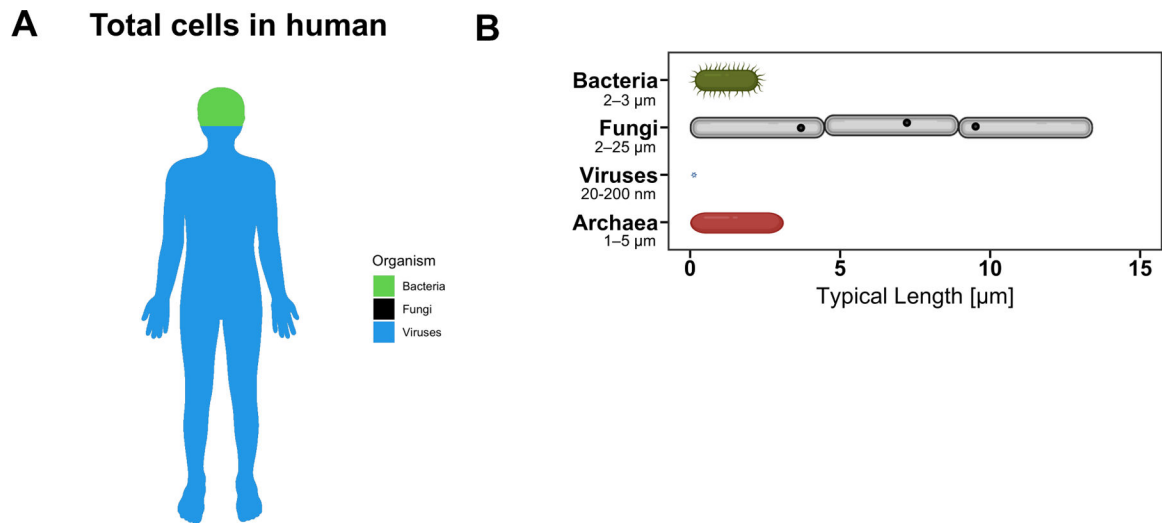 A
Total cells in human
Organism
Bacteria
Fungi
Viruses
B
Bacteria
2–3 µm
Fungi
2–25 µm
Viruses
20-200 nm
Archaea
1–5 µm
0 5 10 15
Typical Length [µm]